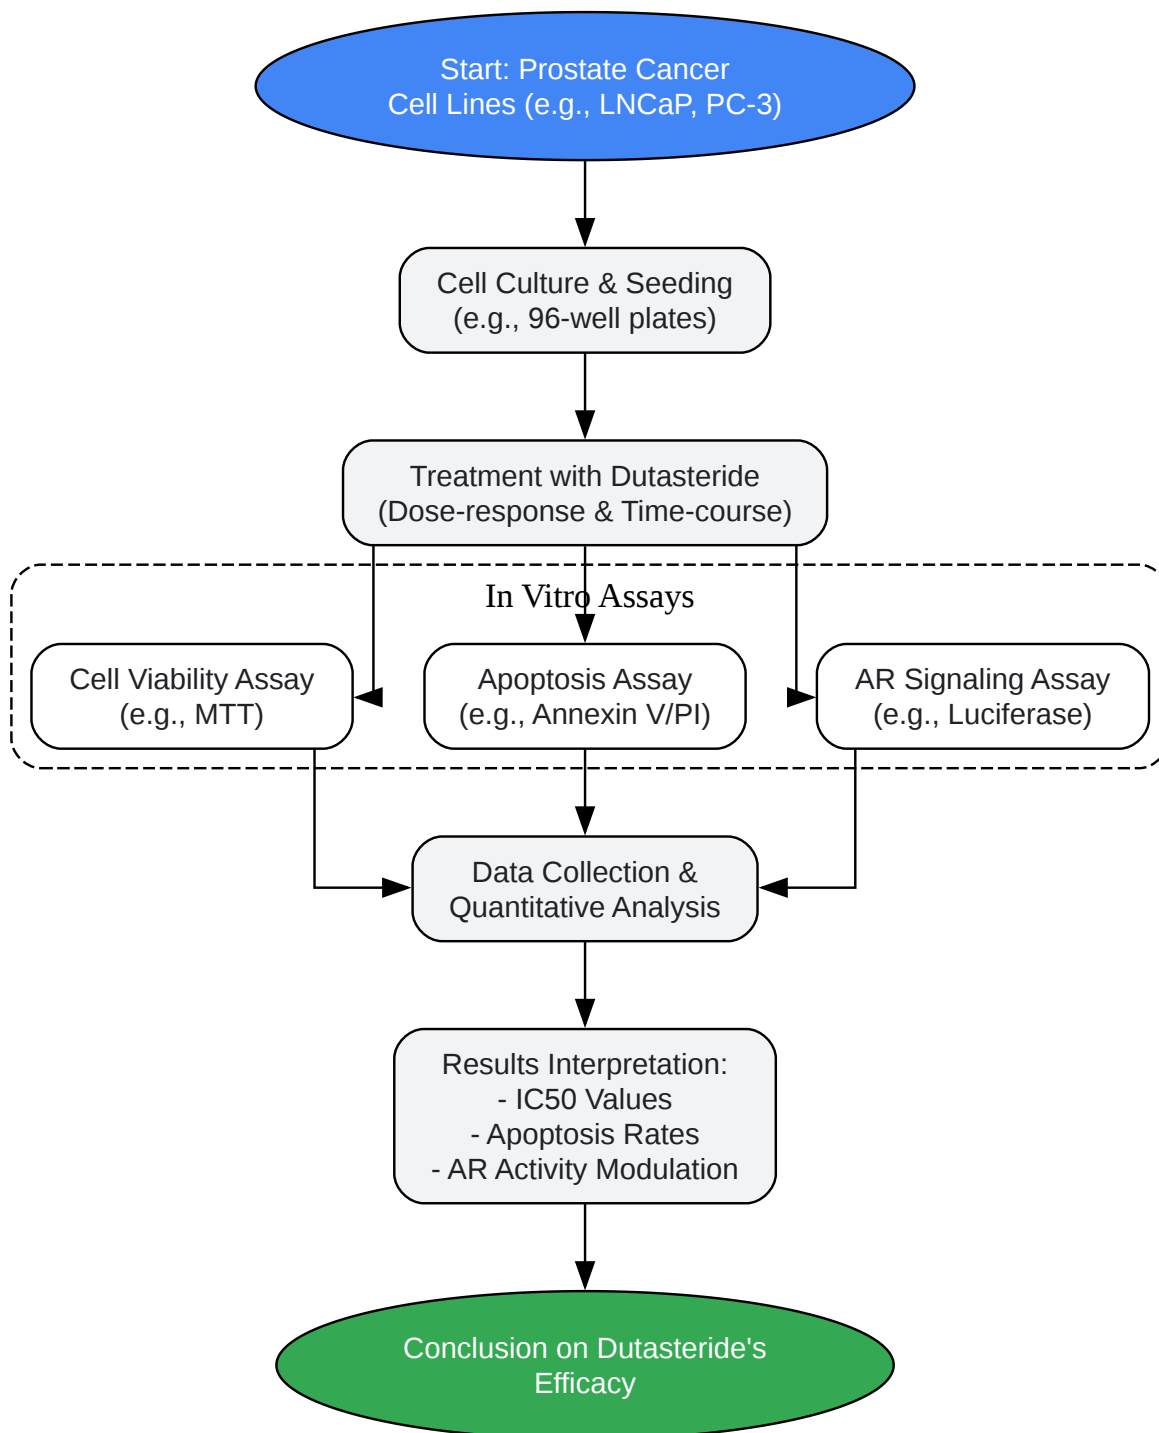 Start: Prostate Cancer
Cell Lines (e.g., LNCaP, PC-3)
Cell Culture & Seeding
(e.g., 96-well plates)
Treatment with Dutasteride
(Dose-response & Time-course)
In Vitro Assays
Cell Viability Assay
(e.g., MTT)
Apoptosis Assay
(e.g., Annexin V/PI)
AR Signaling Assay
(e.g., Luciferase)
Data Collection &
Quantitative Analysis
Results Interpretation:
- IC50 Values
- Apoptosis Rates
- AR Activity Modulation
Conclusion on Dutasteride's
Efficacy